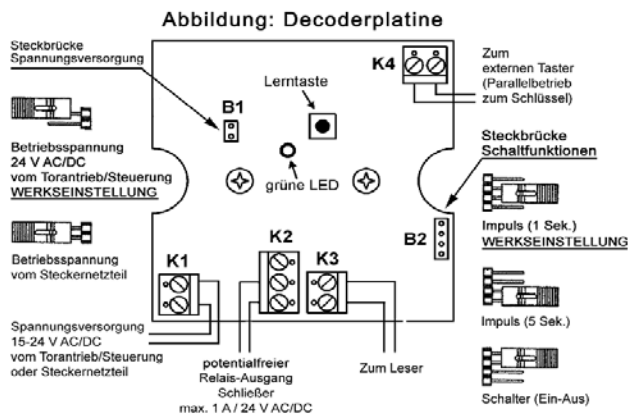 Abbildung: Decoderplatine
Steckbrücke
Spannungsversorgung
B1
Lerntaste
grüne LED
K4
Zum
externen Taster
(Parallelbetrieb
zum Schlüssel)
Betriebsspannung
24 V AC/DC
vom Torantrieb/Steuerung
WERKSEINSTELLUNG
Betriebsspannung
vom Steckernetzteil
Steckbrücke
Schaltfunktionen
Impuls (1 Sek.)
WERKSEINSTELLUNG
B2
Impuls (5 Sek.)
Schalter (Ein-Aus)
K1
K2
K3
Spannungsversorgung
15-24 V AC/DC
vom Torantrieb/Steuerung
oder Steckernetzteil
potentialfreier
Relais-Ausgang
Schließer
max. 1 A / 24 V AC/DC
Zum Leser